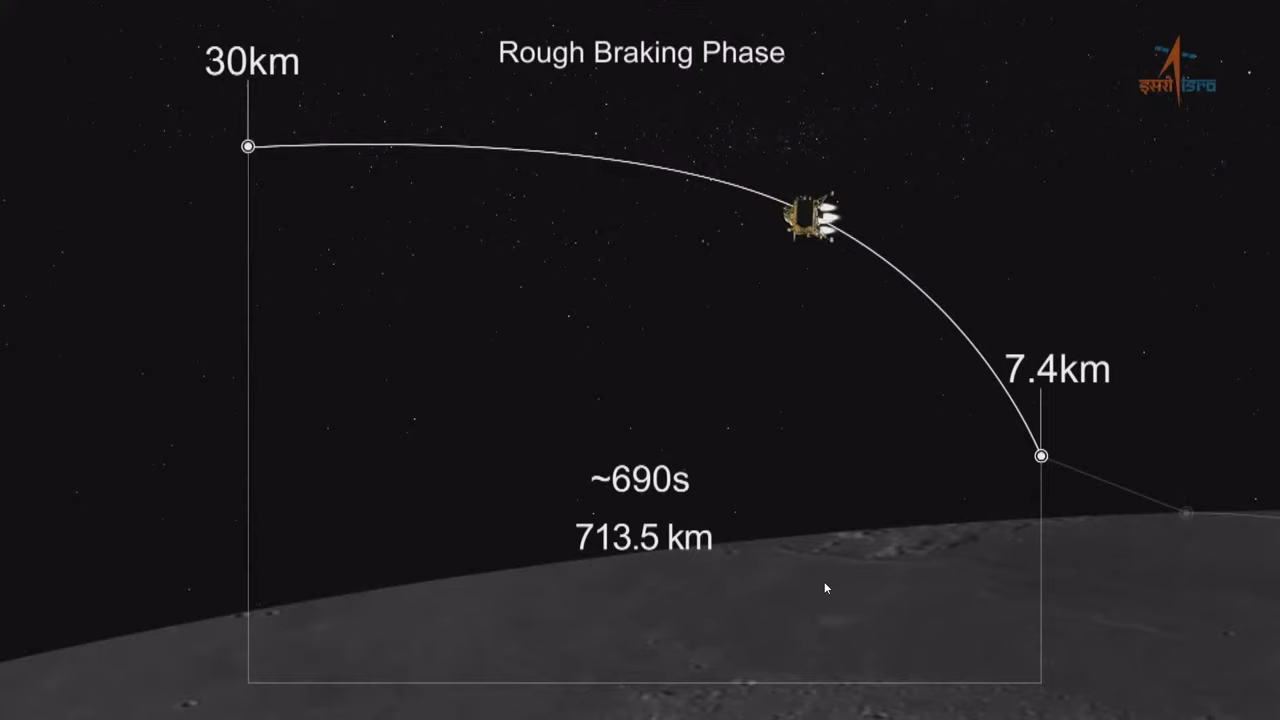 Rough Braking Phase
30km
इसरो isro
7.4km
~690s
713.5 km